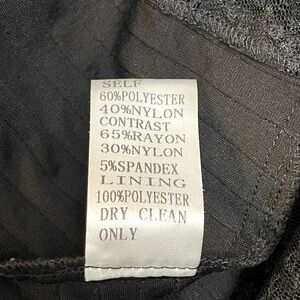 SELF
60%POLYESTER
40%NYLON
CONTRAST
65%RAYON
30%NYLON
5%SPANDEX
LINING
100%POLYESTER
DRY CLEAN
ONLY